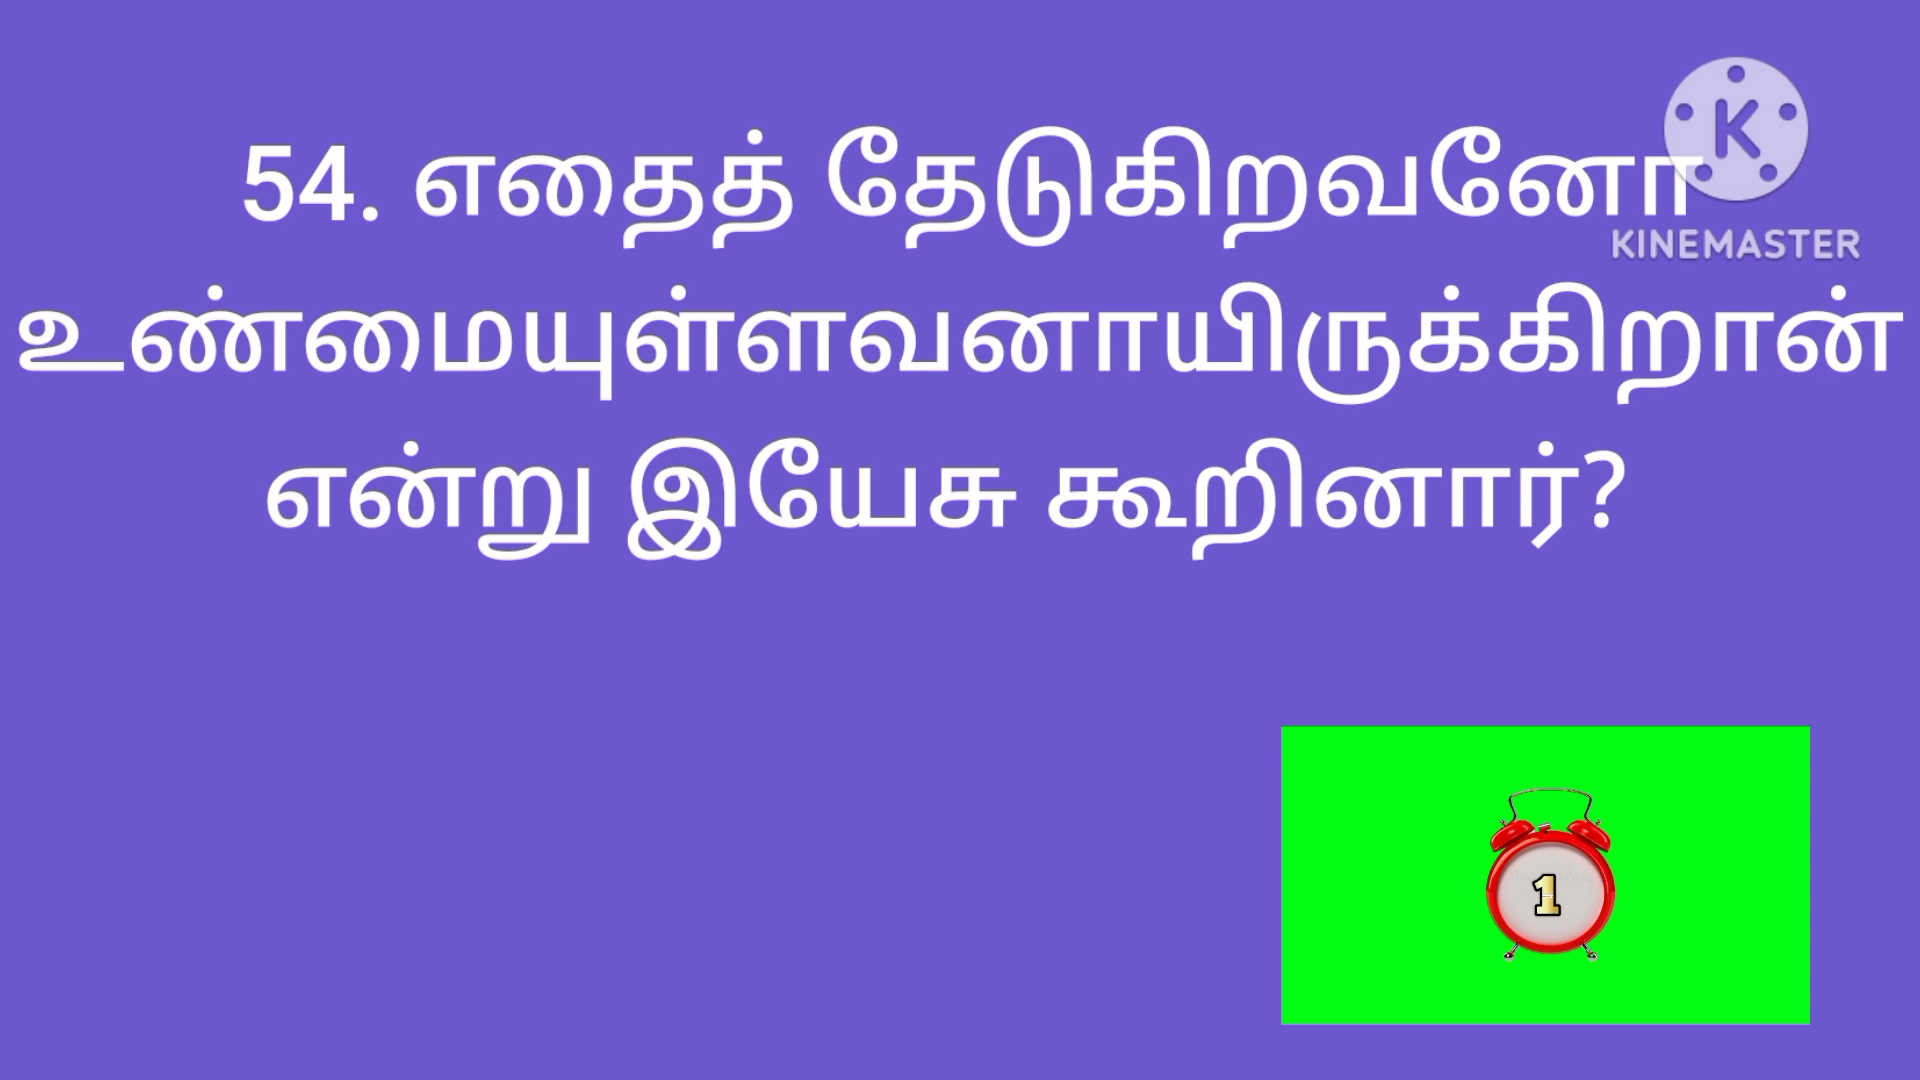 54. எதைத் தேடுகிறவனோ
உண்மையுள்ளவனாயிருக்கிறான்
என்று இயேசு கூறினார்?
K
KINEMASTER
1